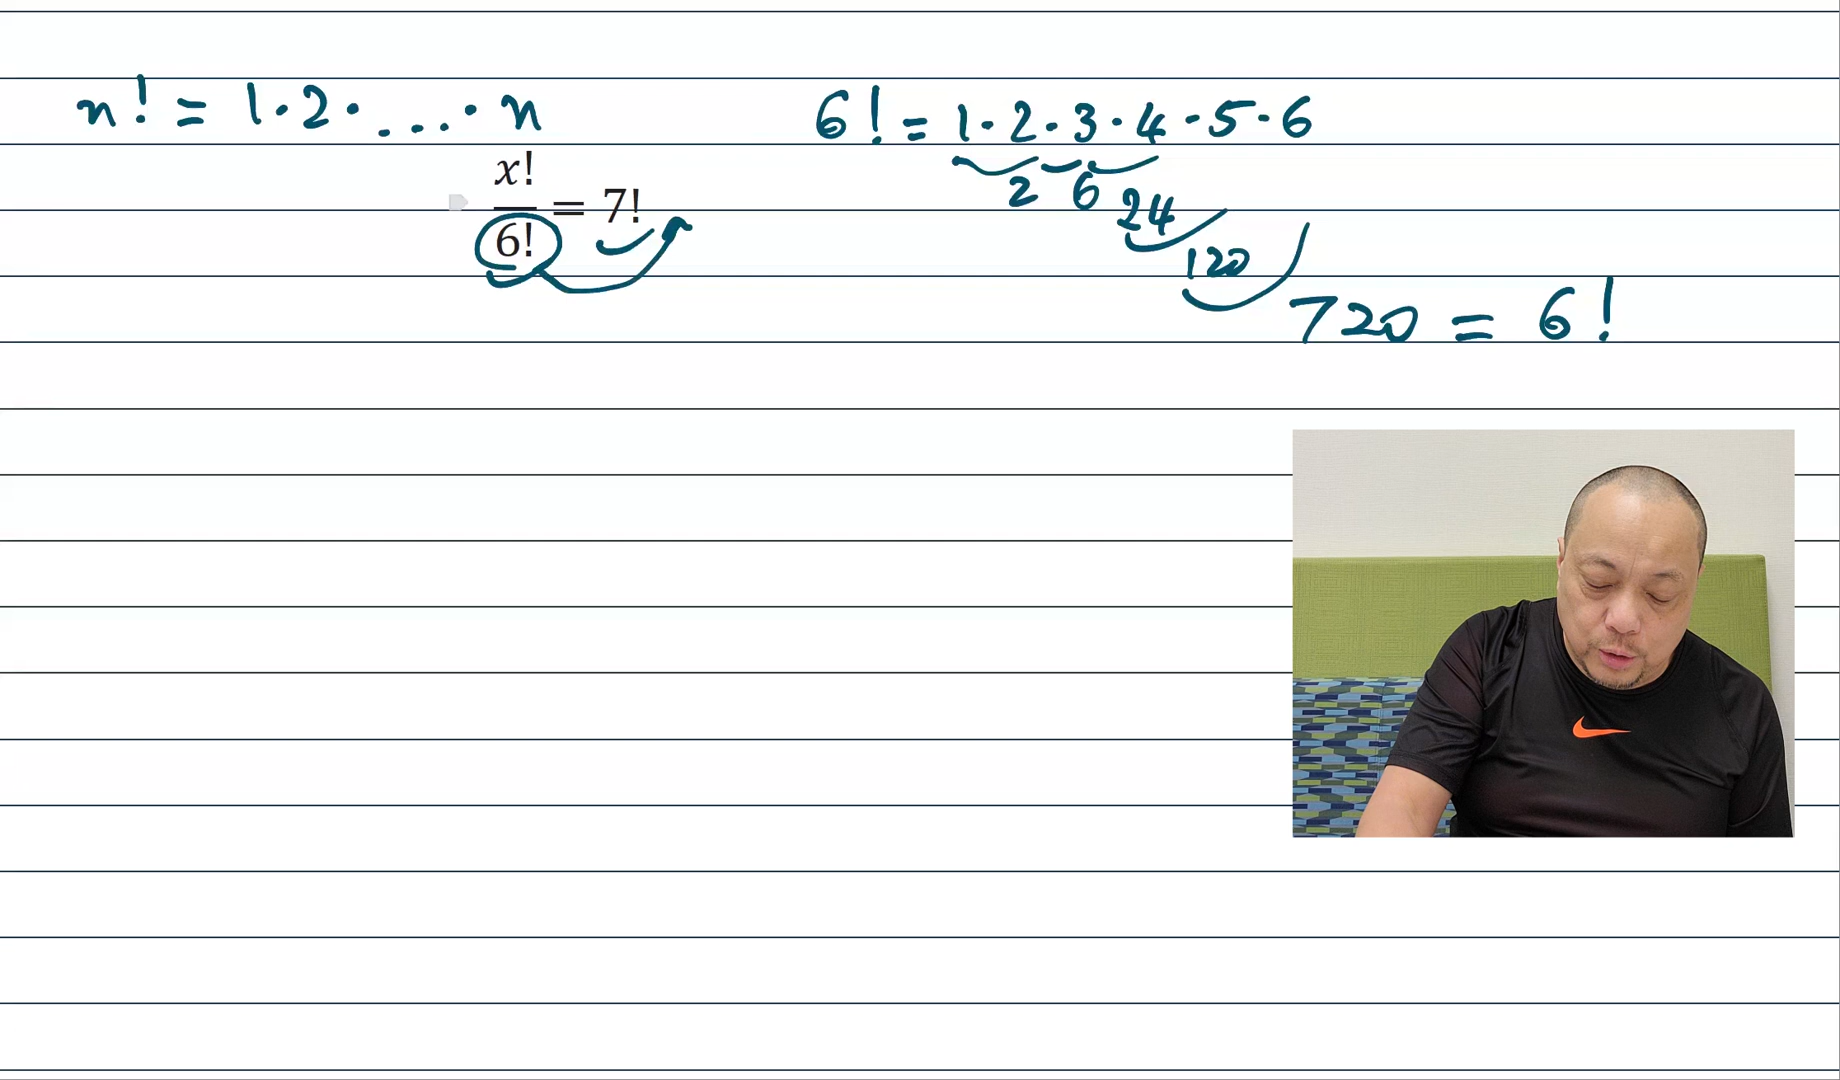 n! = 1·2· ... · n
6! = 1·2·3·4·5·6
x!
6!
= 7!
2 6 24
120
720 = 6!